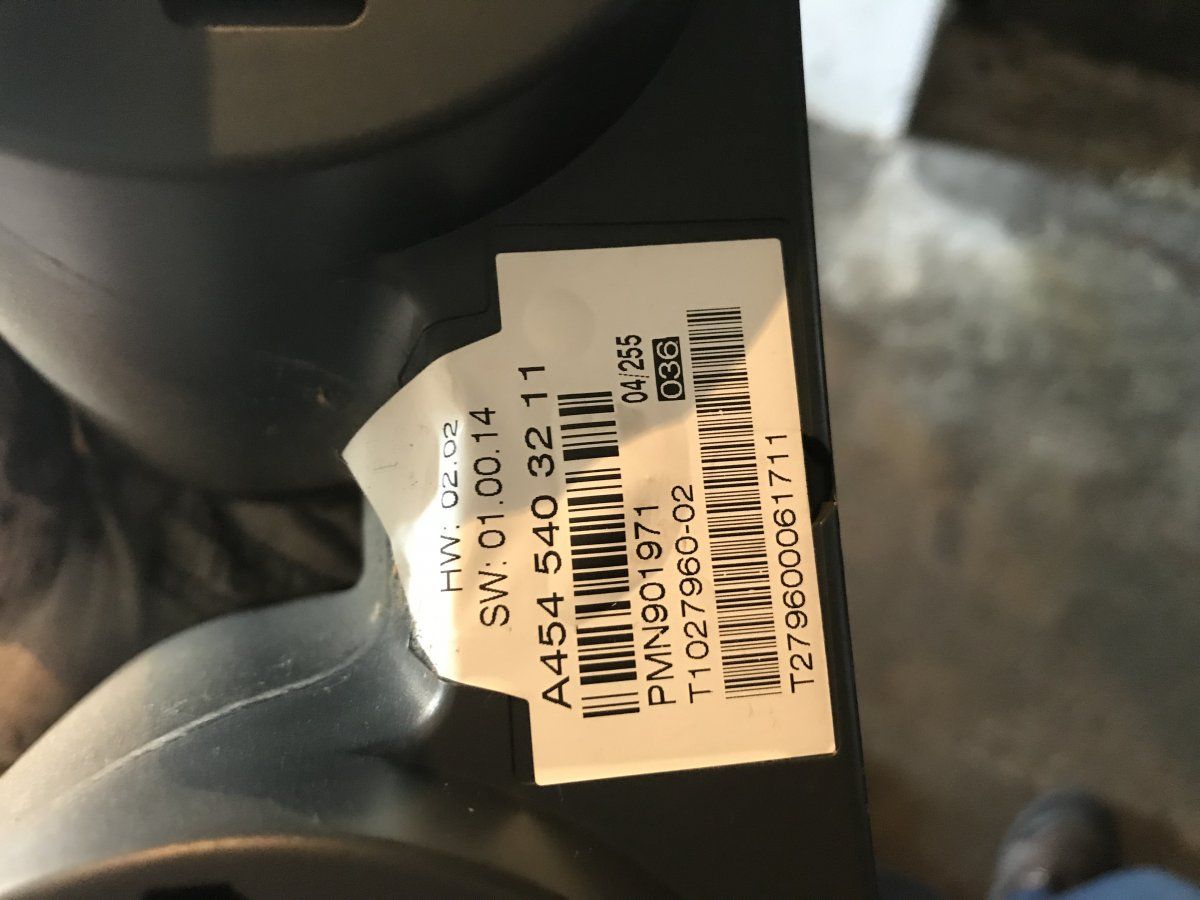 HW: 02.02
SW: 01.00.14
A454 540 32 11
04/255
PMN901971
036
T1027960-02
T279600061711